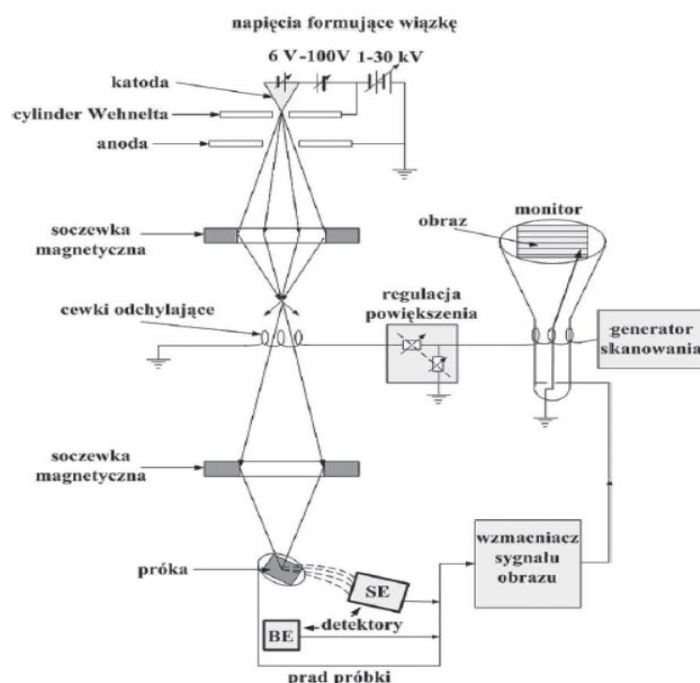 napięcia formujące wiązkę
6 V -100V 1-30 kV
katoda
cylinder Wehnelta
anoda
soczewka
magnetyczna
monitor
obraz
cewki odchylające
regulacja
powiększenia
generator
skanowania
soczewka
magnetyczna
wzmacniacz
sygnału
obrazu
próka
SE
detektory
BE
prąd próbki